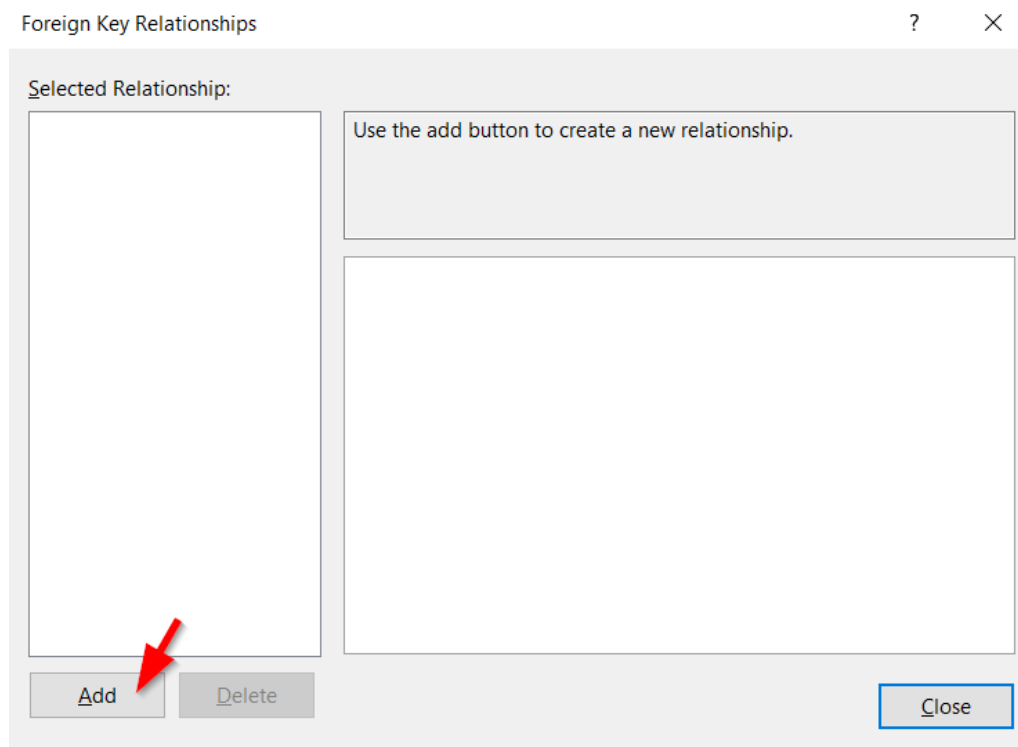 Foreign Key Relationships ?
Selected Relationship:
Use the add button to create a new relationship.
Add Delete
Close